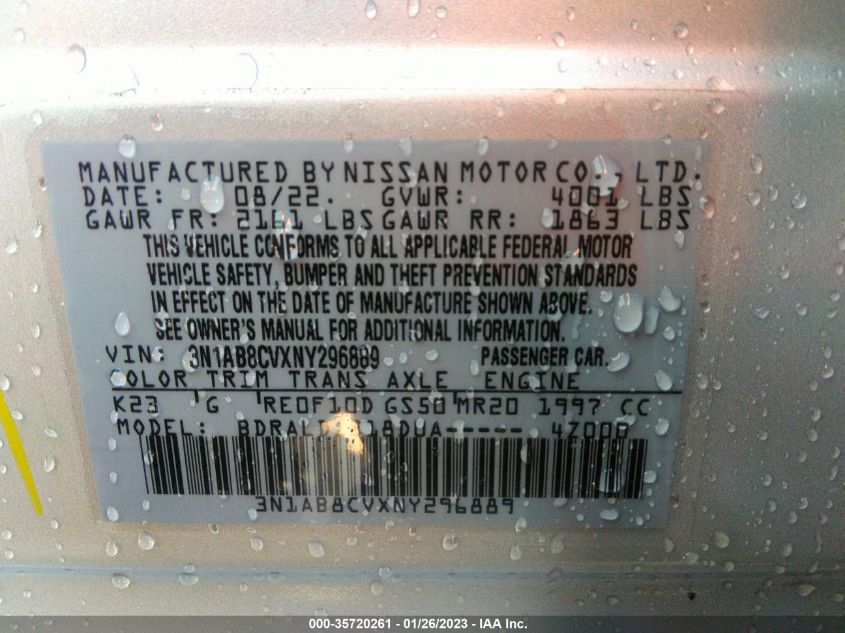 MANUFACTURED BY NISSAN MOTOR CO., LTD.
DATE: 08/22. GVWR: 4001 LBS
GAWR FR: 2161 LBS GAWR RR: 1863 LBS
THIS VEHICLE CONFORMS TO ALL APPLICABLE FEDERAL MOTOR
VEHICLE SAFETY, BUMPER AND THEFT PREVENTION STANDARDS
IN EFFECT ON THE DATE OF MANUFACTURE SHOWN ABOVE.
SEE OWNER'S MANUAL FOR ADDITIONAL INFORMATION.
VIN: 3N1AB8CVXNY296889 PASSENGER CAR.
COLOR TRIM TRANS AXLE ENGINE
K23 G RE0F10D GS50 MR20 1997 CC
MODEL:
3N1AB8CVXNY296889
000-35720261 | 01/26/2023 - IAA Inc.